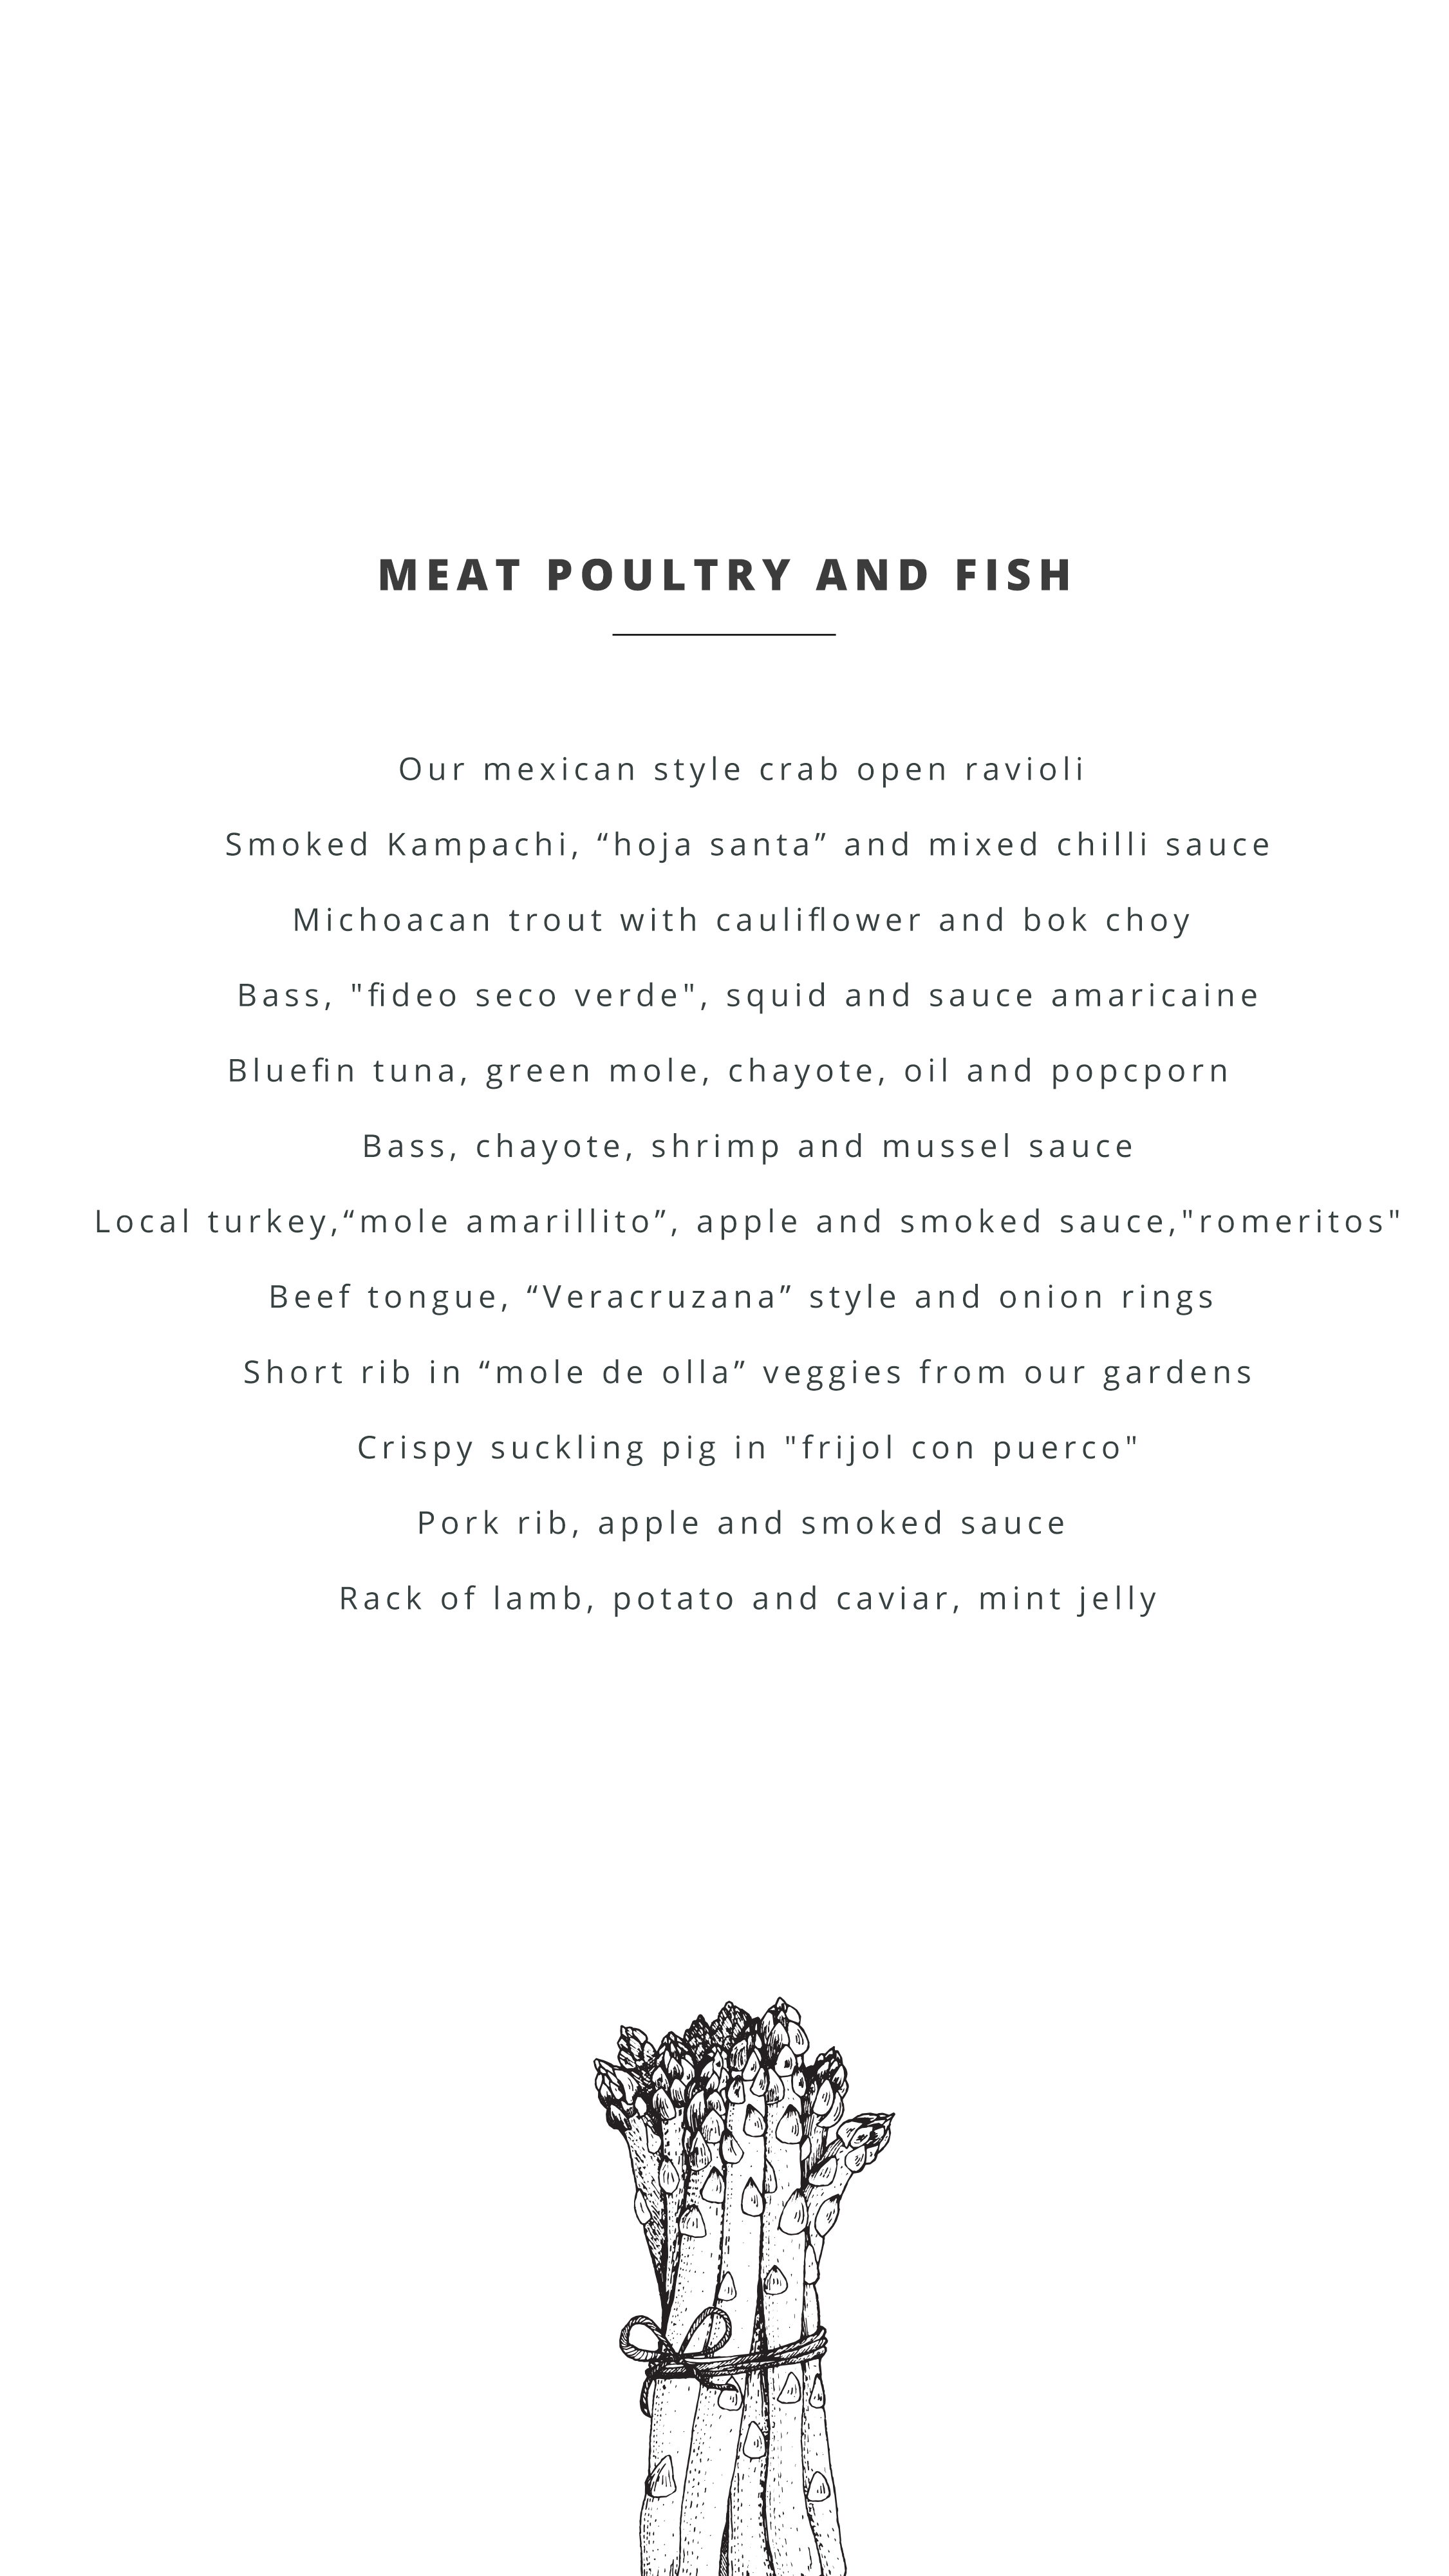 MEAT POULTRY AND FISH
Our mexican style crab open ravioli
Smoked Kampachi, “hoja santa” and mixed chilli sauce
Michoacan trout with cauliflower and bok choy
Bass, "fideo seco verde", squid and sauce amaricaine
Bluefin tuna, green mole, chayote, oil and popcporn
Bass, chayote, shrimp and mussel sauce
Local turkey,“mole amarillito”, apple and smoked sauce,"romeritos"
Beef tongue, “Veracruzana” style and onion rings
Short rib in “mole de olla” veggies from our gardens
Crispy suckling pig in "frijol con puerco"
Pork rib, apple and smoked sauce
Rack of lamb, potato and caviar, mint jelly